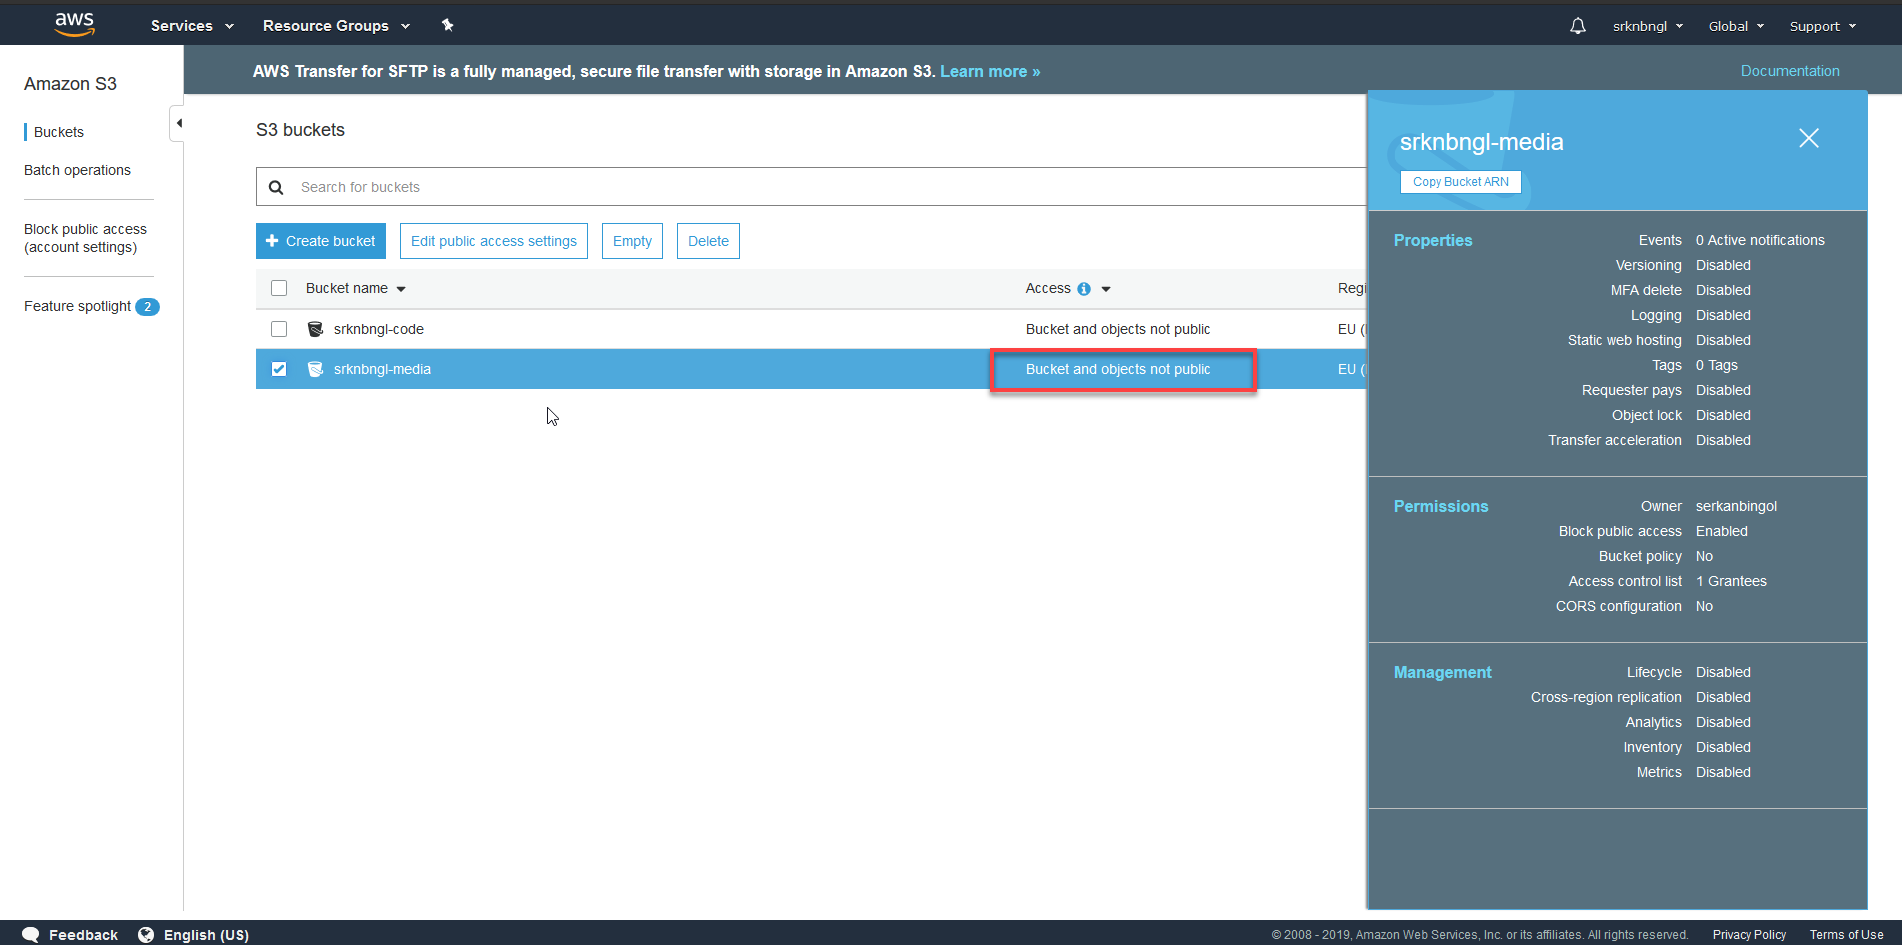 aws Services Resource Groups srknbngl Global Support
Amazon S3
Buckets
Batch operations
Block public access
(account settings)
Feature spotlight 2
AWS Transfer for SFTP is a fully managed, secure file transfer with storage in Amazon S3. Learn more » Documentation
S3 buckets
Search for buckets
Create bucket Edit public access settings Empty Delete
Bucket name Access Regi
srknbngl-code Bucket and objects not public EU (
srknbngl-media Bucket and objects not public EU (
srknbngl-media
Copy Bucket ARN
Properties
Events 0 Active notifications
Versioning Disabled
MFA delete Disabled
Logging Disabled
Static web hosting Disabled
Tags 0 Tags
Requester pays Disabled
Object lock Disabled
Transfer acceleration Disabled
Permissions
Owner serkanbingol
Block public access Enabled
Bucket policy No
Access control list 1 Grantees
CORS configuration No
Management
Lifecycle Disabled
Cross-region replication Disabled
Analytics Disabled
Inventory Disabled
Metrics Disabled
Feedback English (US) © 2008 - 2019, Amazon Web Services, Inc. or its affiliates. All rights reserved. Privacy Policy Terms of Use